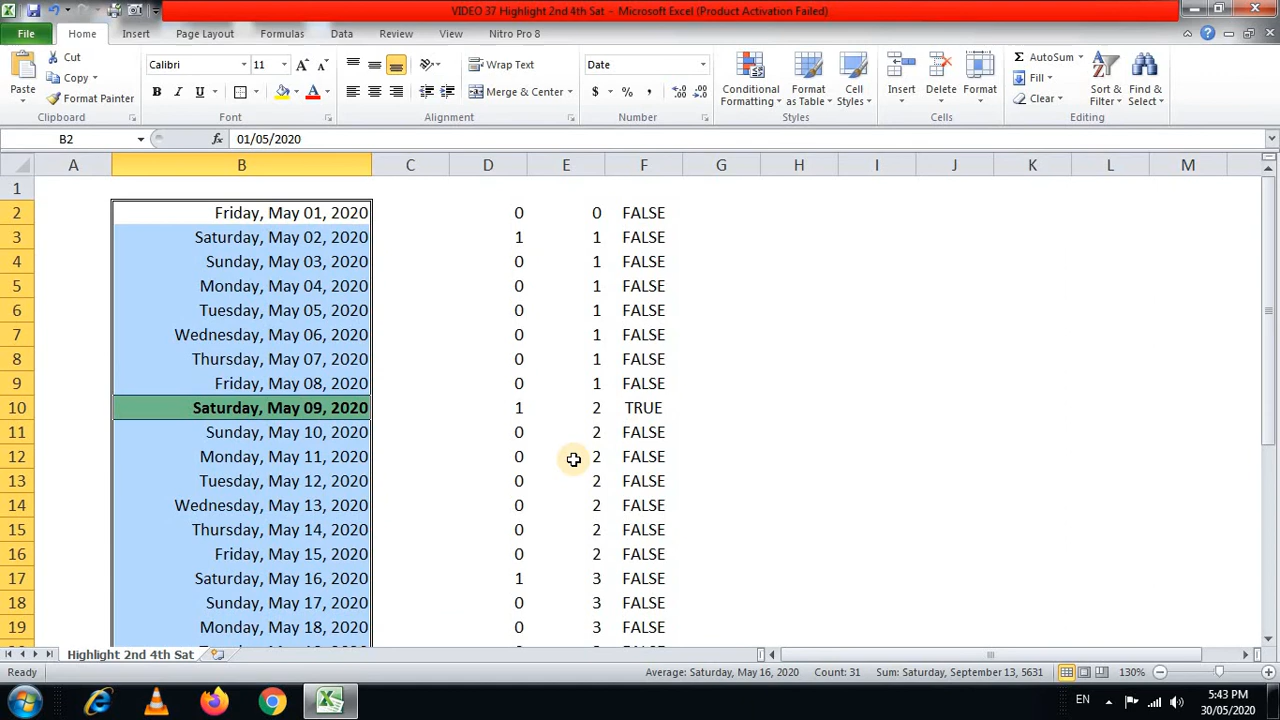 VIDEO 37 Highlight 2nd 4th Sat – Microsoft Excel (Product Activation Failed)
File Home Insert Page Layout Formulas Data Review View Nitro Pro 8
Paste Cut Copy Format Painter Clipboard
Calibri 11 A A B I U A Font
Wrap Text Merge & Center Alignment
Date $ % , .0 .00 .00 .0 Number
Conditional Formatting Format as Table Cell Styles Styles
Insert Delete Format Cells
Σ AutoSum Fill Clear Sort & Filter Find & Select Editing
B2 fx 01/05/2020
A B C D E F G H I J K L M
1
2 Friday, May 01, 2020 0 0 FALSE
3 Saturday, May 02, 2020 1 1 FALSE
4 Sunday, May 03, 2020 0 1 FALSE
5 Monday, May 04, 2020 0 1 FALSE
6 Tuesday, May 05, 2020 0 1 FALSE
7 Wednesday, May 06, 2020 0 1 FALSE
8 Thursday, May 07, 2020 0 1 FALSE
9 Friday, May 08, 2020 0 1 FALSE
10 Saturday, May 09, 2020 1 2 TRUE
11 Sunday, May 10, 2020 0 2 FALSE
12 Monday, May 11, 2020 0 2 FALSE
13 Tuesday, May 12, 2020 0 2 FALSE
14 Wednesday, May 13, 2020 0 2 FALSE
15 Thursday, May 14, 2020 0 2 FALSE
16 Friday, May 15, 2020 0 2 FALSE
17 Saturday, May 16, 2020 1 3 FALSE
18 Sunday, May 17, 2020 0 3 FALSE
19 Monday, May 18, 2020 0 3 FALSE
Highlight 2nd 4th Sat
Ready Average: Saturday, May 16, 2020 Count: 31 Sum: Saturday, September 13, 5631 130%
EN 5:43 PM
30/05/2020